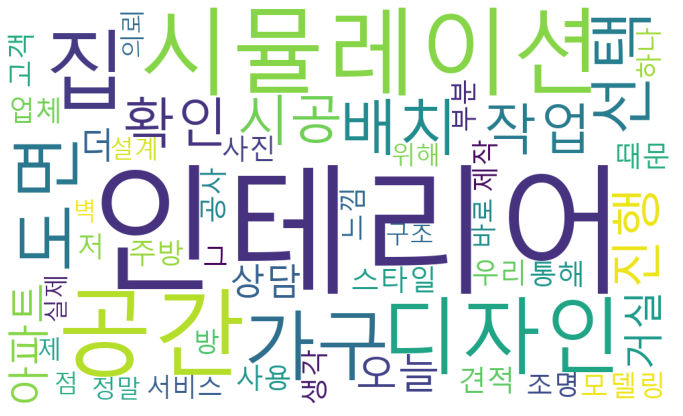 고객
의뢰
집
시뮬레이션
선택
하나
업체
확인
시공
배치
부분
작업
더
설계
사진
위해
때문
도면
인테리어
벽
저
주방
공사
그
느낌
구조
바로
제작
진행
상담
스타일
우리
통해
아파트
실제
공간
방
가구
디자인
거실
제
점
정말
서비스
사용
생각
오늘
견적
조명
모델링